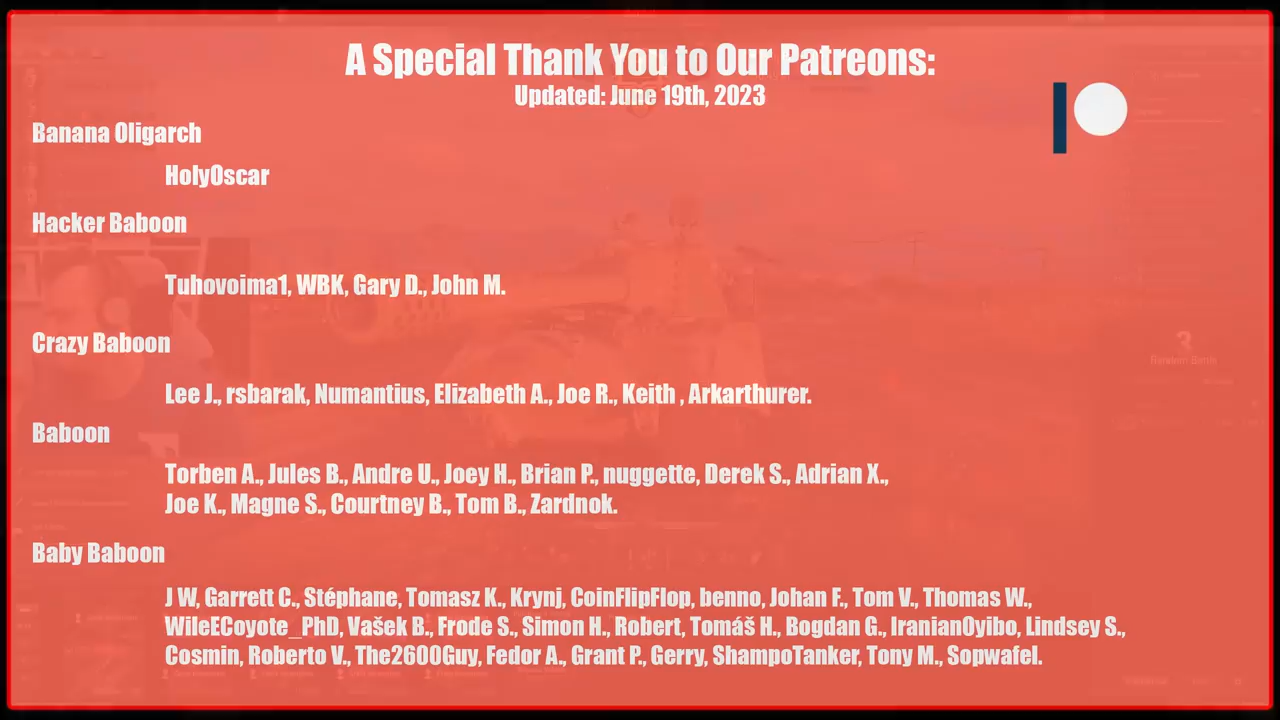 A Special Thank You to Our Patreons:
Updated: June 19th, 2023
Banana Oligarch
HolyOscar
Hacker Baboon
Tuhovoima1, WBK, Gary D., John M.
Crazy Baboon
Lee J., rsbarak, Numantius, Elizabeth A., Joe R., Keith , Arkarthurer.
Baboon
Torben A., Jules B., Andre U., Joey H., Brian P., nuggette, Derek S., Adrian X.,
Joe K., Magne S., Courtney B., Tom B., Zardnok.
Baby Baboon
J W, Garrett C., Stéphane, Tomasz K., Krynj, CoinFlipFlop, benno, Johan F., Tom V., Thomas W.,
WileECoyote_PhD, Vašek B., Frode S., Simon H., Robert, Tomáš H., Bogdan G., IranianOyibo, Lindsey S.,
Cosmin, Roberto V., The2600Guy, Fedor A., Grant P., Gerry, ShampoTanker, Tony M., Sopwafel.
3
Random Battle